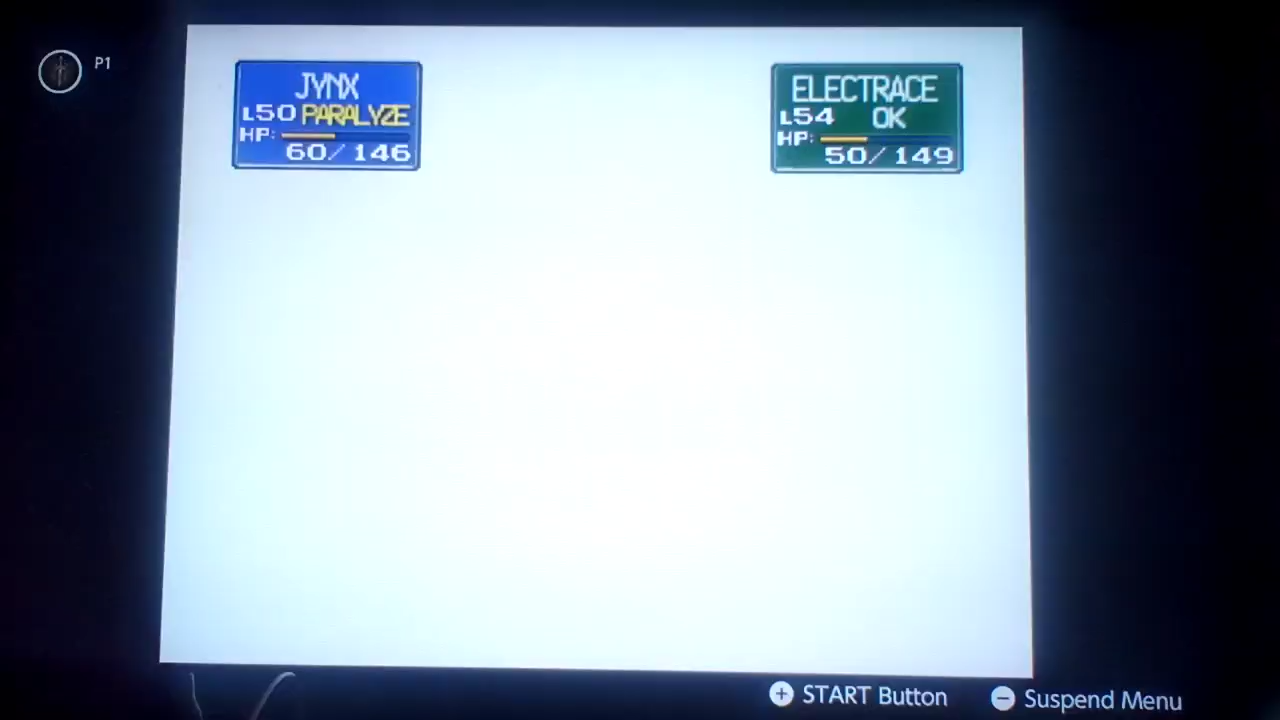 P1
JYNX
L50 PARALYZE
HP:
60/146
ELECTRACE
L54 OK
HP:
50/149
START Button
Suspend Menu